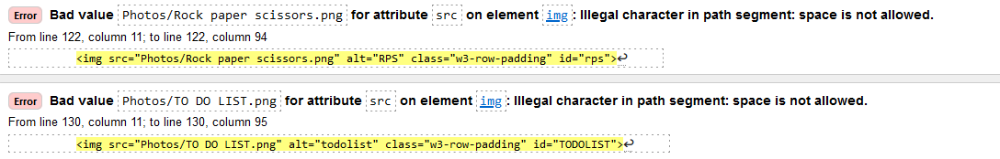 Error Bad value Photos/Rock paper scissors.png for attribute src on element img: Illegal character in path segment: space is not allowed.
From line 122, column 11; to line 122, column 94
<img src="Photos/Rock paper scissors.png" alt="RPS" class="w3-row-padding" id="rps">↩
Error Bad value Photos/TO DO LIST.png for attribute src on element img: Illegal character in path segment: space is not allowed.
From line 130, column 11; to line 130, column 95
<img src="Photos/TO DO LIST.png" alt="todolist" class="w3-row-padding" id="TODOLIST">↩